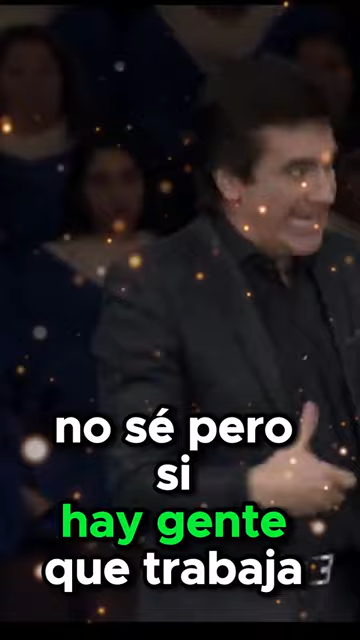 no sé pero
si
hay gente
que trabaja